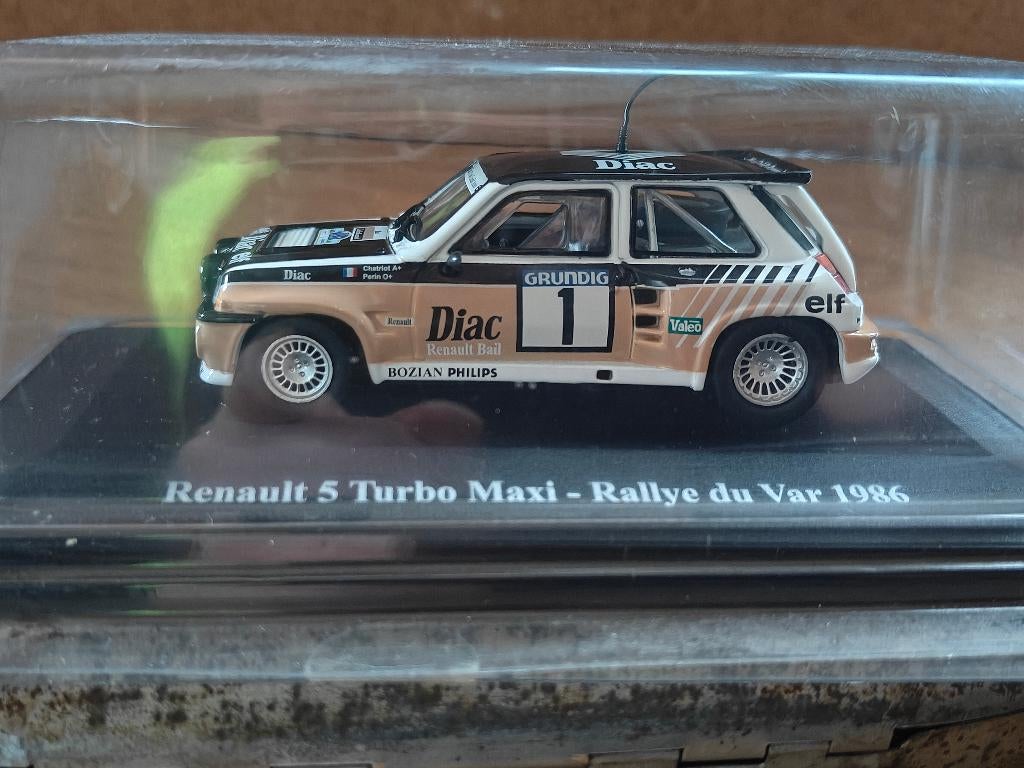 Diac
Diac
Chatriot A+
Perin O+
GRUNDIG
1
Renault
Diac
Renault Bail
Valeo
elf
BOZIAN PHILIPS
Renault 5 Turbo Maxi - Rallye du Var 1986